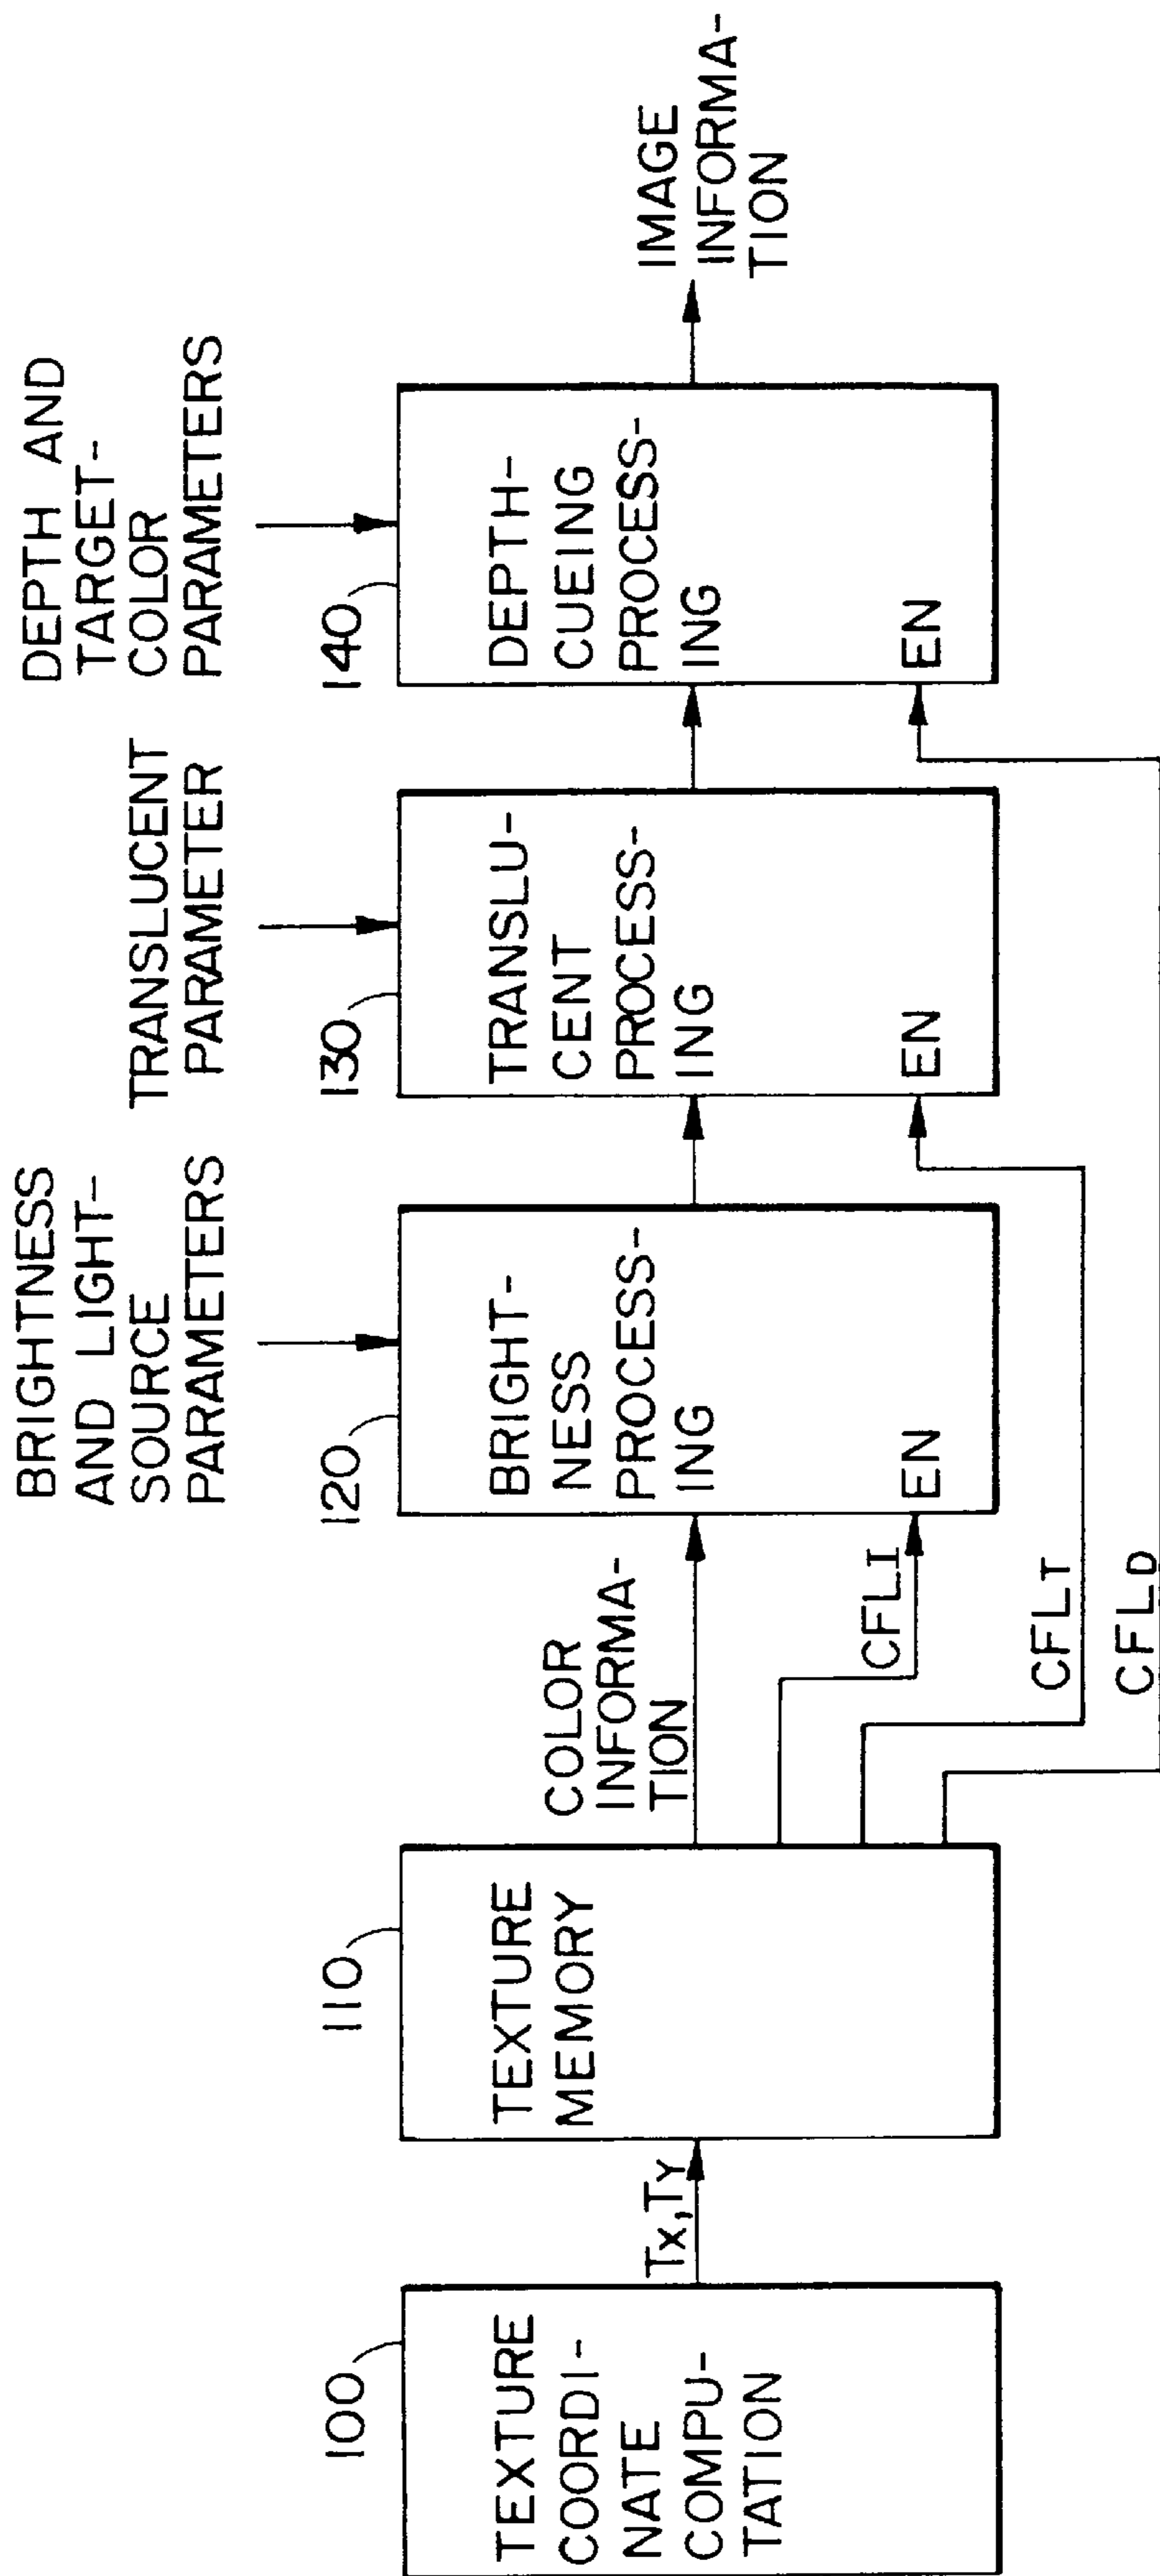 100
TEXTURE
COORDI-
NATE
COMPU-
TATION
Tx,Ty
110
TEXTURE
MEMORY
COLOR
INFORMA-
TION
CFLI
CFLT
CFLD
BRIGHTNESS
AND LIGHT-
SOURCE
PARAMETERS
120
BRIGHT-
NESS
PROCESS-
ING
EN
TRANSLUCENT
PARAMETER
130
TRANSLU-
CENT
PROCESS-
ING
EN
DEPTH AND
TARGET-
COLOR
PARAMETERS
140
DEPTH-
CUEING
PROCESS-
ING
EN
IMAGE
INFORMA-
TION